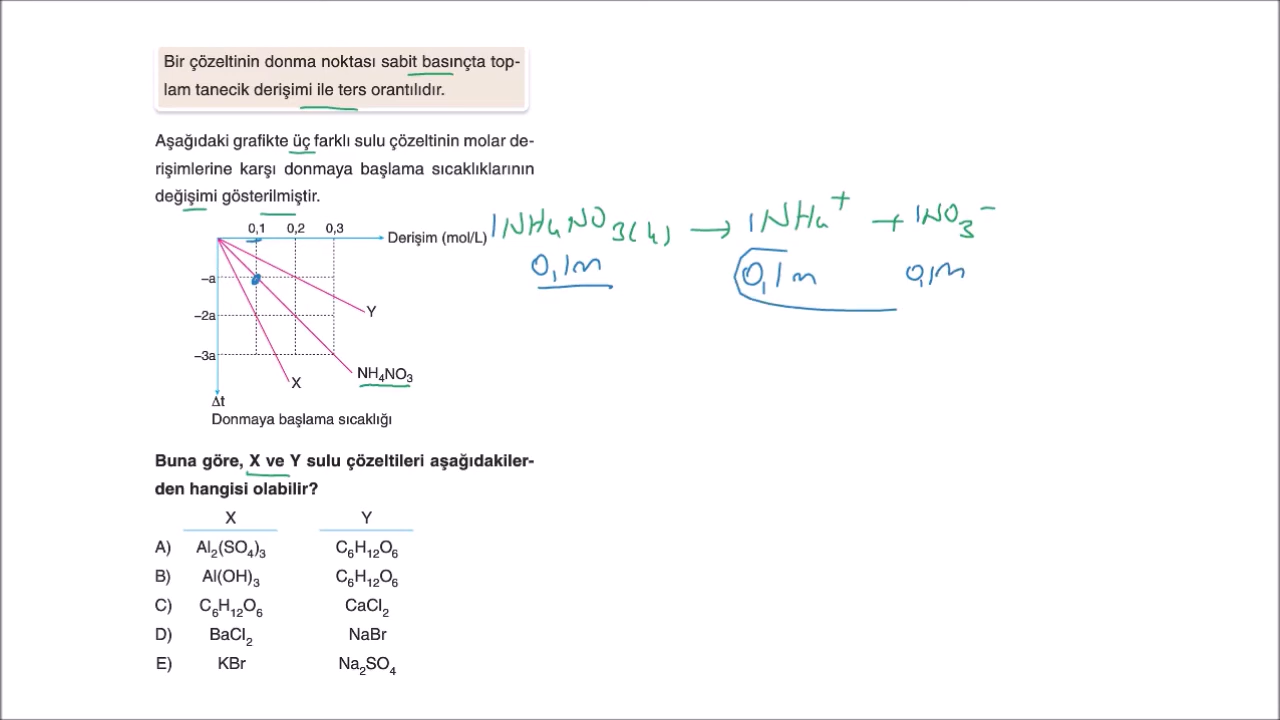 Bir çözeltinin donma noktası sabit basınçta top-
lam tanecik derişimi ile ters orantılıdır.
Aşağıdaki grafikte üç farklı sulu çözeltinin molar de-
rişimlerine karşı donmaya başlama sıcaklıklarının
değişimi gösterilmiştir.
0,1 0,2 0,3
Derişim (mol/L)
–a
–2a
–3a
Y
NH₄NO₃
X
Δt
Donmaya başlama sıcaklığı
1NH₄NO₃(k) → 1NH₄⁺ + 1NO₃⁻
0,1m 0,1m 0,1m
Buna göre, X ve Y sulu çözeltileri aşağıdakiler-
den hangisi olabilir?
X Y
A) Al₂(SO₄)₃ C₆H₁₂O₆
B) Al(OH)₃ C₆H₁₂O₆
C) C₆H₁₂O₆ CaCl₂
D) BaCl₂ NaBr
E) KBr Na₂SO₄